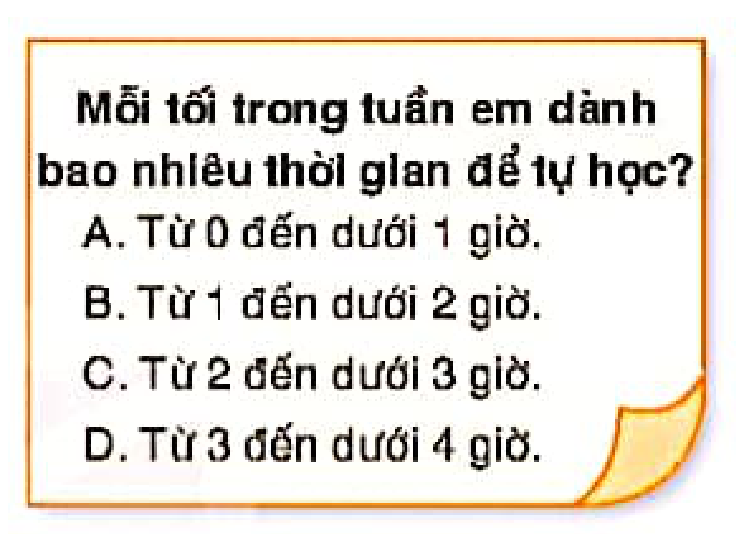 Mỗi tối trong tuần em dành
bao nhiêu thời gian để tự học?
A. Từ 0 đến dưới 1 giờ.
B. Từ 1 đến dưới 2 giờ.
C. Từ 2 đến dưới 3 giờ.
D. Từ 3 đến dưới 4 giờ.